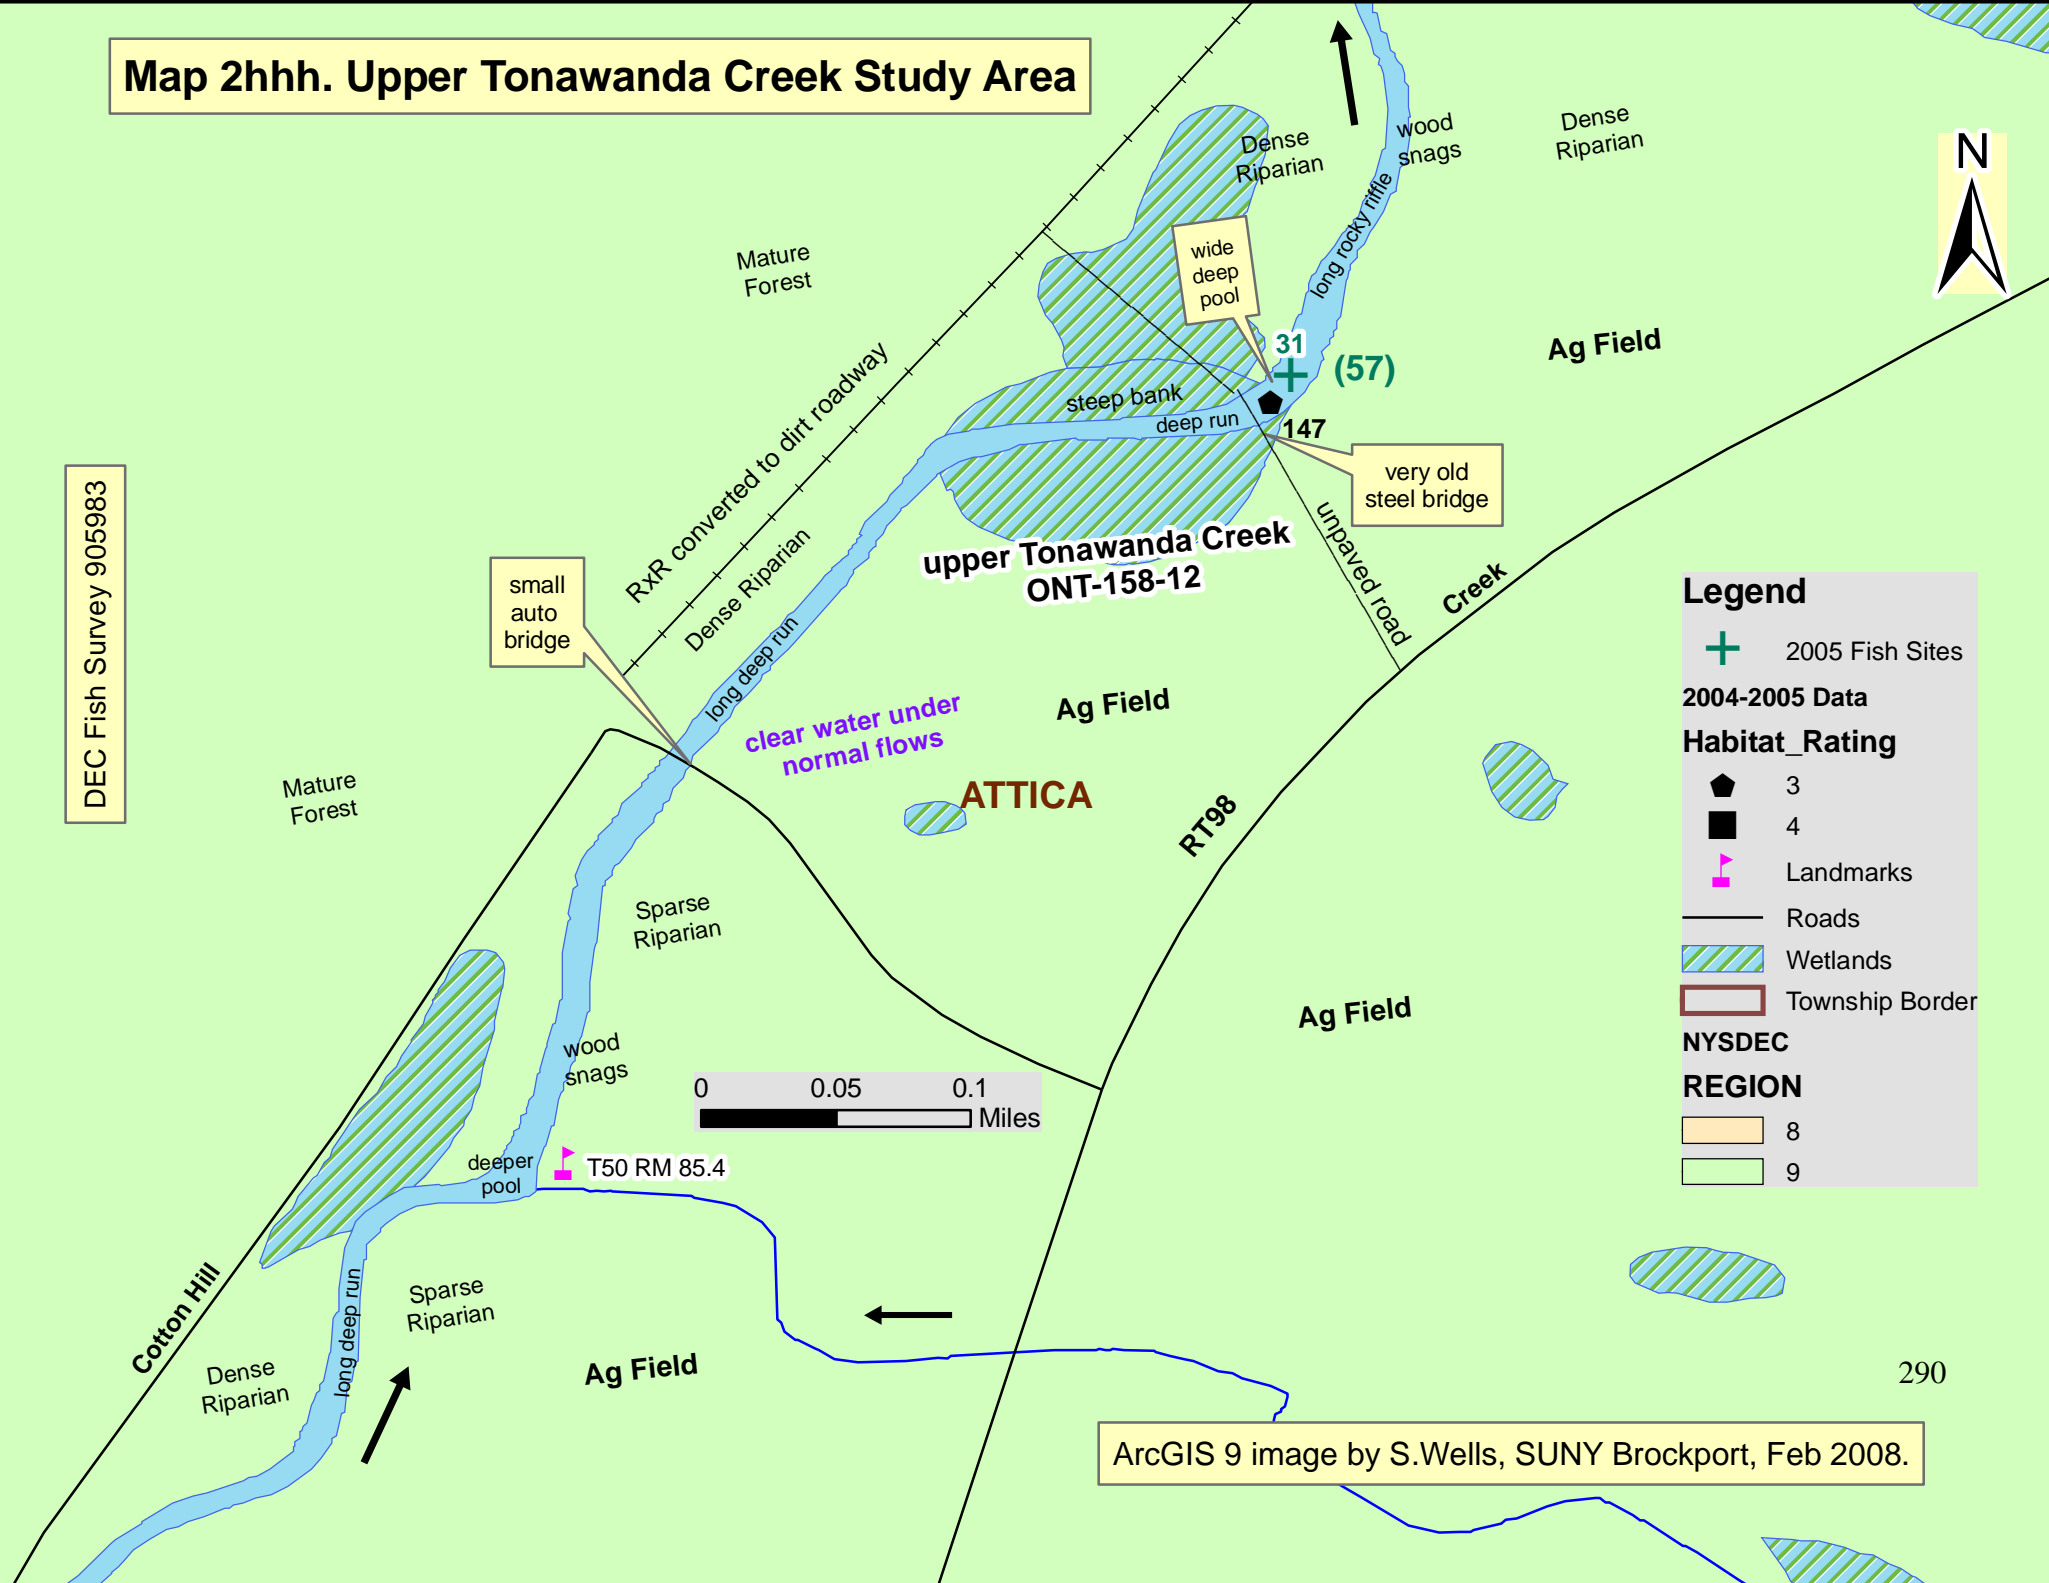 Map 2hhh. Upper Tonawanda Creek Study Area
Dense
Riparian
wood
snags
Dense
Riparian
N
Mature
Forest
wide
deep
pool
long rocky riffle
31
(57)
Ag Field
steep bank
deep run
147
very old
steel bridge
RxR converted to dirt roadway
DEC Fish Survey 905983
upper Tonawanda Creek
ONT-158-12
unpaved road
Creek
small
auto
bridge
Dense Riparian
long deep run
clear water under
normal flows
Ag Field
ATTICA
RT98
Mature
Forest
Sparse
Riparian
Ag Field
wood
snags
0 0.05 0.1
Miles
deeper
pool
T50 RM 85.4
Cotton Hill
long deep run
Sparse
Riparian
Dense
Riparian
Ag Field
Legend
2005 Fish Sites
2004-2005 Data
Habitat_Rating
3
4
Landmarks
Roads
Wetlands
Township Border
NYSDEC
REGION
8
9
290
ArcGIS 9 image by S.Wells, SUNY Brockport, Feb 2008.